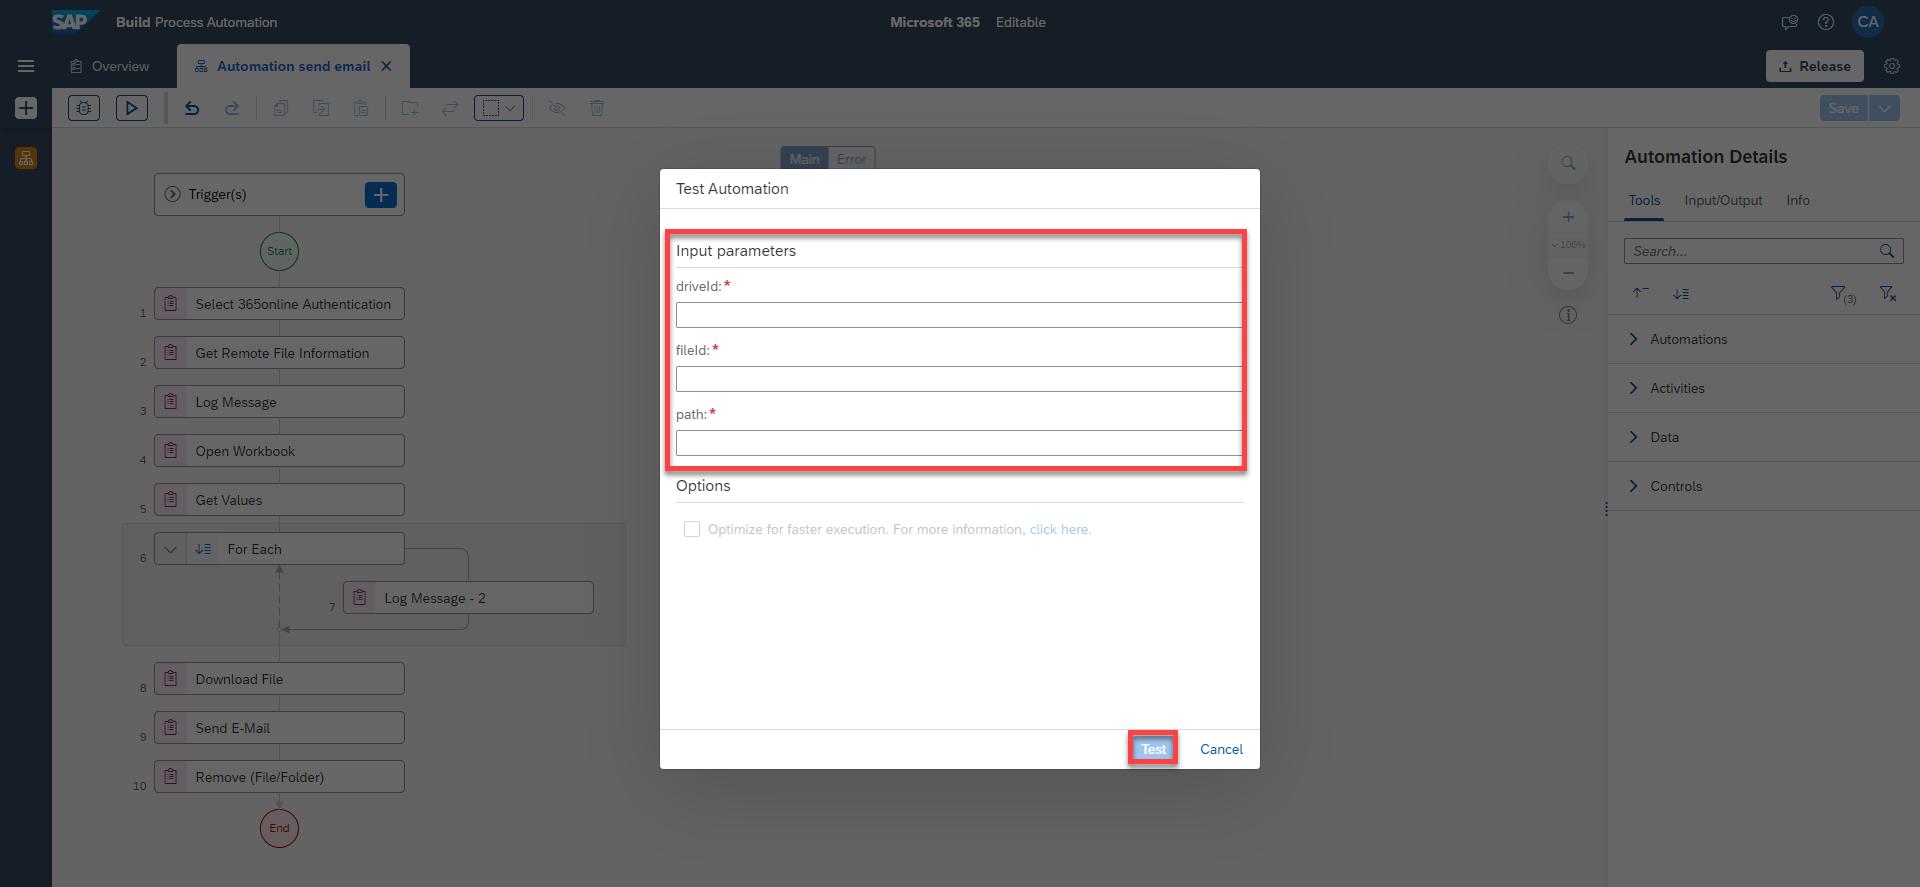 SAP Build Process Automation
Microsoft 365 Editable
CA
Overview
Automation send email
Release
Save
Main Error
Trigger(s)
Start
1 Select 365online Authentication
2 Get Remote File Information
3 Log Message
4 Open Workbook
5 Get Values
6 For Each
7 Log Message - 2
8 Download File
9 Send E-Mail
10 Remove (File/Folder)
End
Test Automation
Input parameters
driveId:*
fileId:*
path:*
Options
Optimize for faster execution. For more information, click here.
Test Cancel
100%
Automation Details
Tools Input/Output Info
Search...
(3)
Automations
Activities
Data
Controls